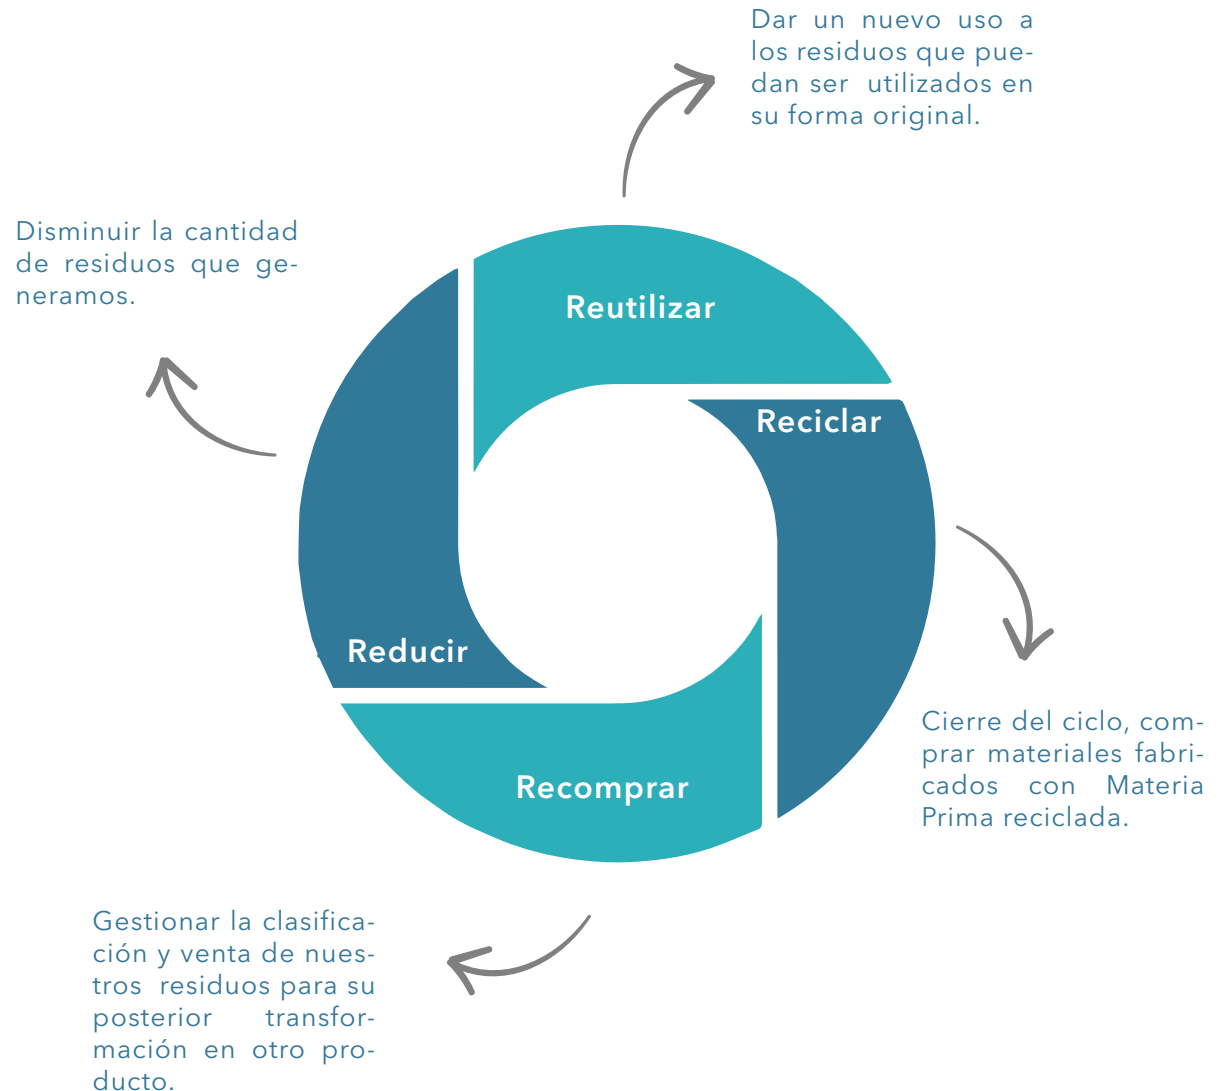 Dar un nuevo uso a
los residuos que pue-
dan ser utilizados en
su forma original.
Disminuir la cantidad
de residuos que ge-
neramos.
Reutilizar
Reciclar
Reducir
Recomprar
Cierre del ciclo, com-
prar materiales fabri-
cados con Materia
Prima reciclada.
Gestionar la clasifica-
ción y venta de nues-
tros residuos para su
posterior transfor-
mación en otro pro-
ducto.